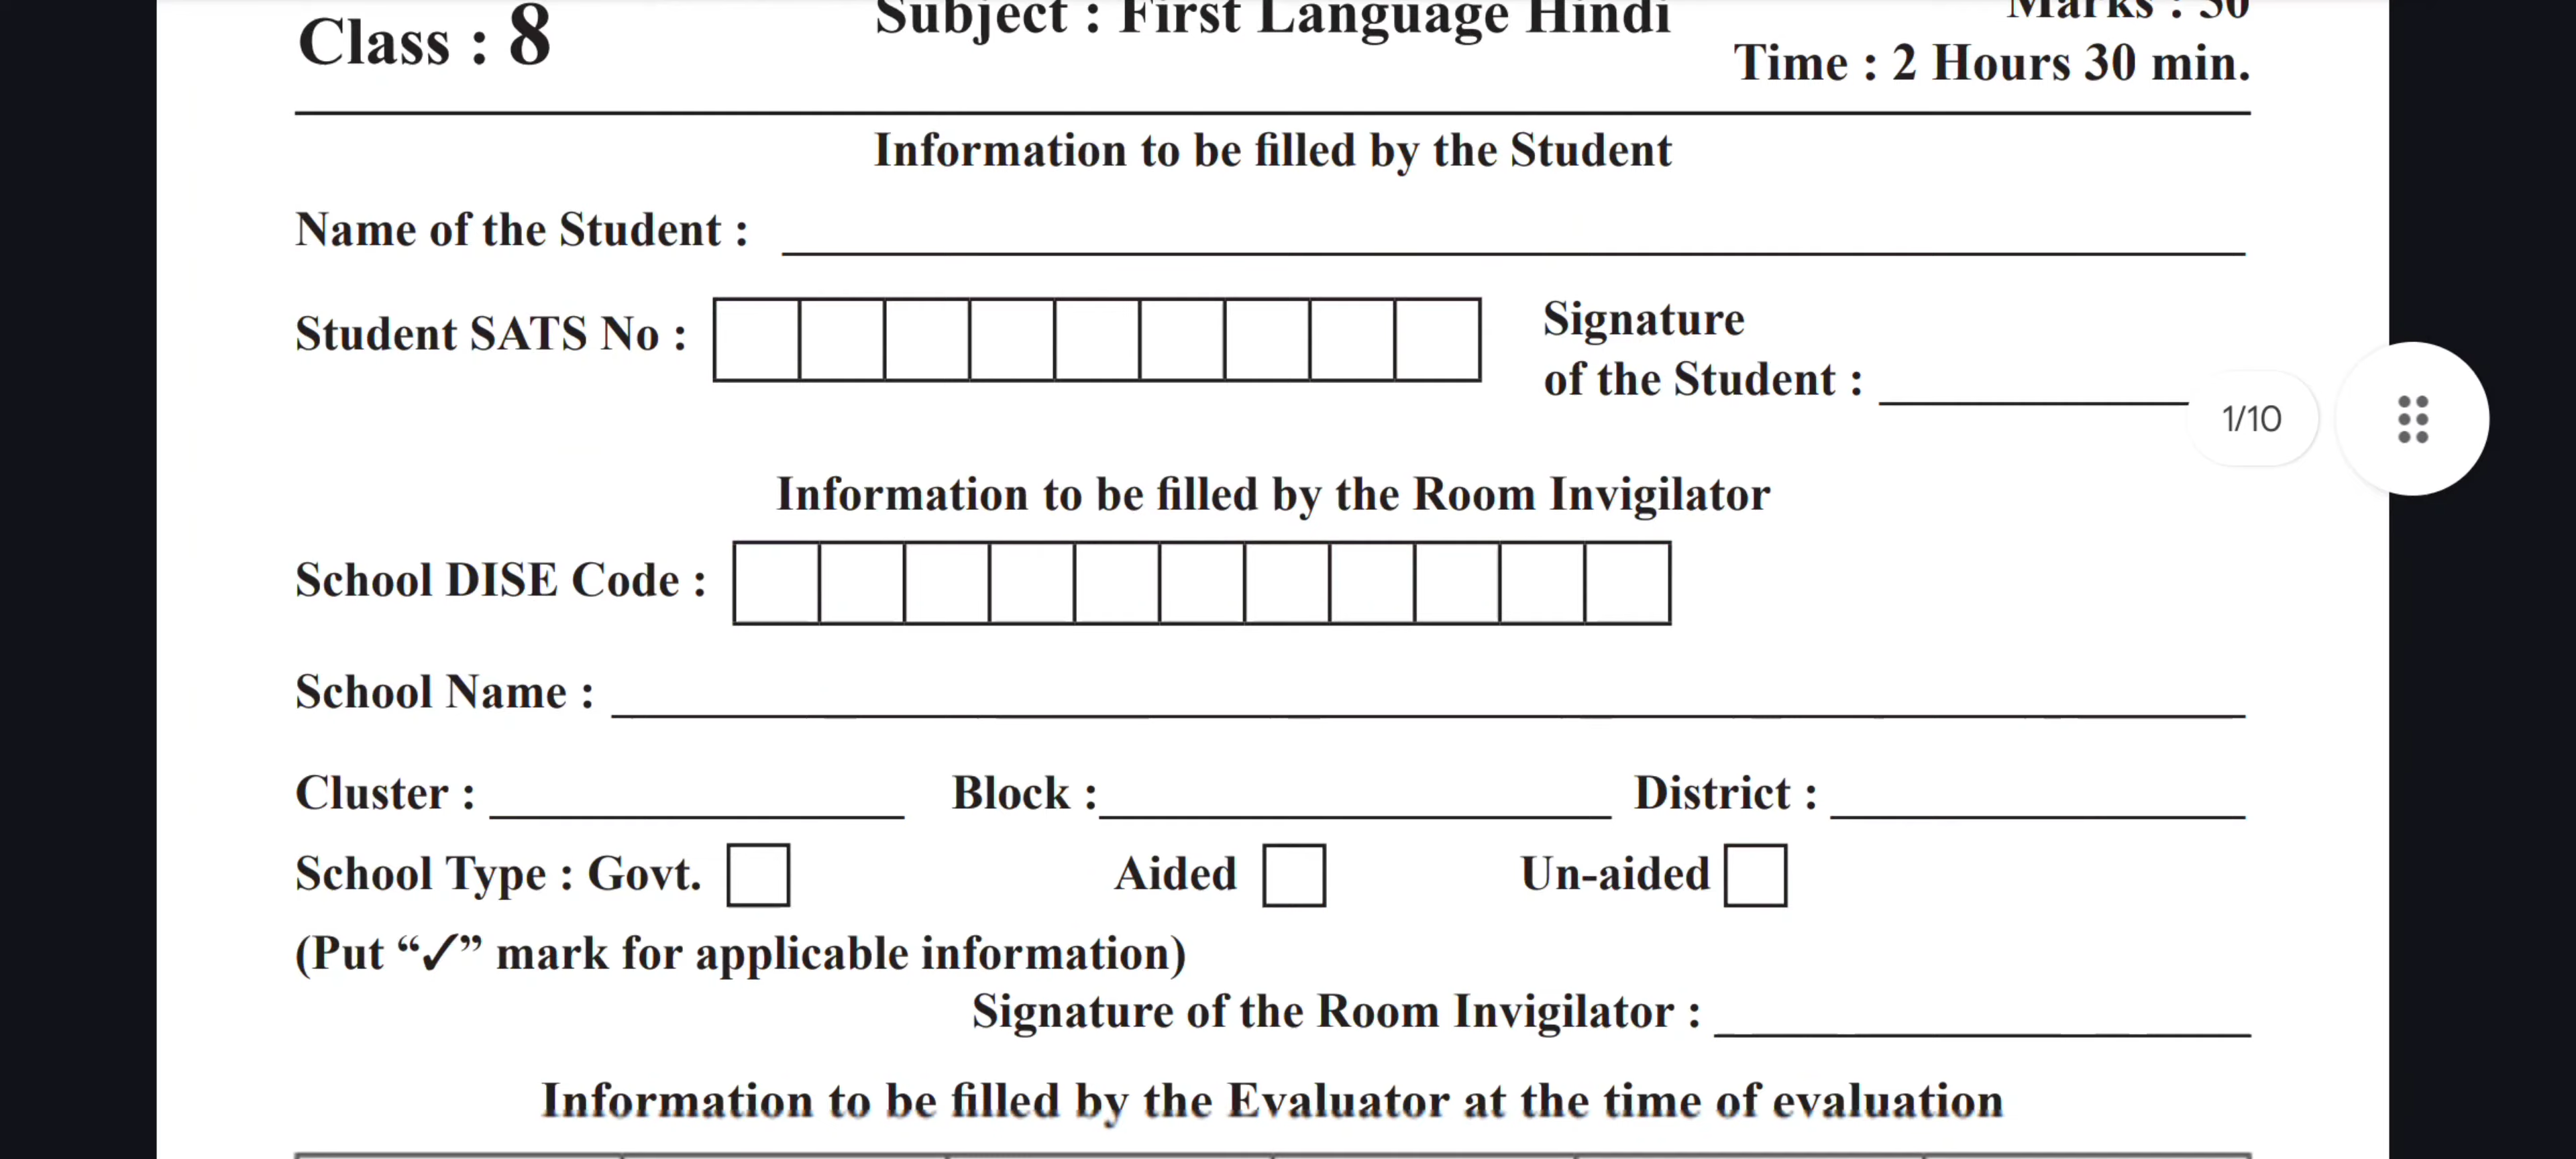 Class : 8
Subject : First Language Hindi
Marks : 50
Time : 2 Hours 30 min.
Information to be filled by the Student
Name of the Student :
Student SATS No :
Signature
of the Student :
1/10
Information to be filled by the Room Invigilator
School DISE Code :
School Name :
Cluster : Block : District :
School Type : Govt. Aided Un-aided
(Put “✓” mark for applicable information)
Signature of the Room Invigilator :
Information to be filled by the Evaluator at the time of evaluation